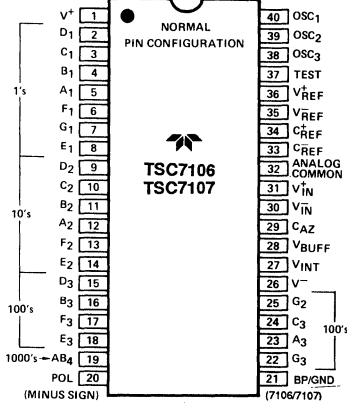 V+ 1
D1 2
C1 3
B1 4
1's A1 5
F1 6
G1 7
E1 8
D2 9
C2 10
B2 11
10's A2 12
F2 13
E2 14
D3 15
B3 16
100's F3 17
E3 18
1000's AB4 19
POL 20
(MINUS SIGN)
NORMAL
PIN CONFIGURATION
TSC7106
TSC7107
40 OSC1
39 OSC2
38 OSC3
37 TEST
36 V+REF
35 V−REF
34 C+REF
33 C−REF
32 ANALOG
COMMON
31 V+IN
30 V−IN
29 CAZ
28 VBUFF
27 VINT
26 V−
25 G2
24 C3
100's
23 A3
22 G3
21 BP/GND
(7106/7107)